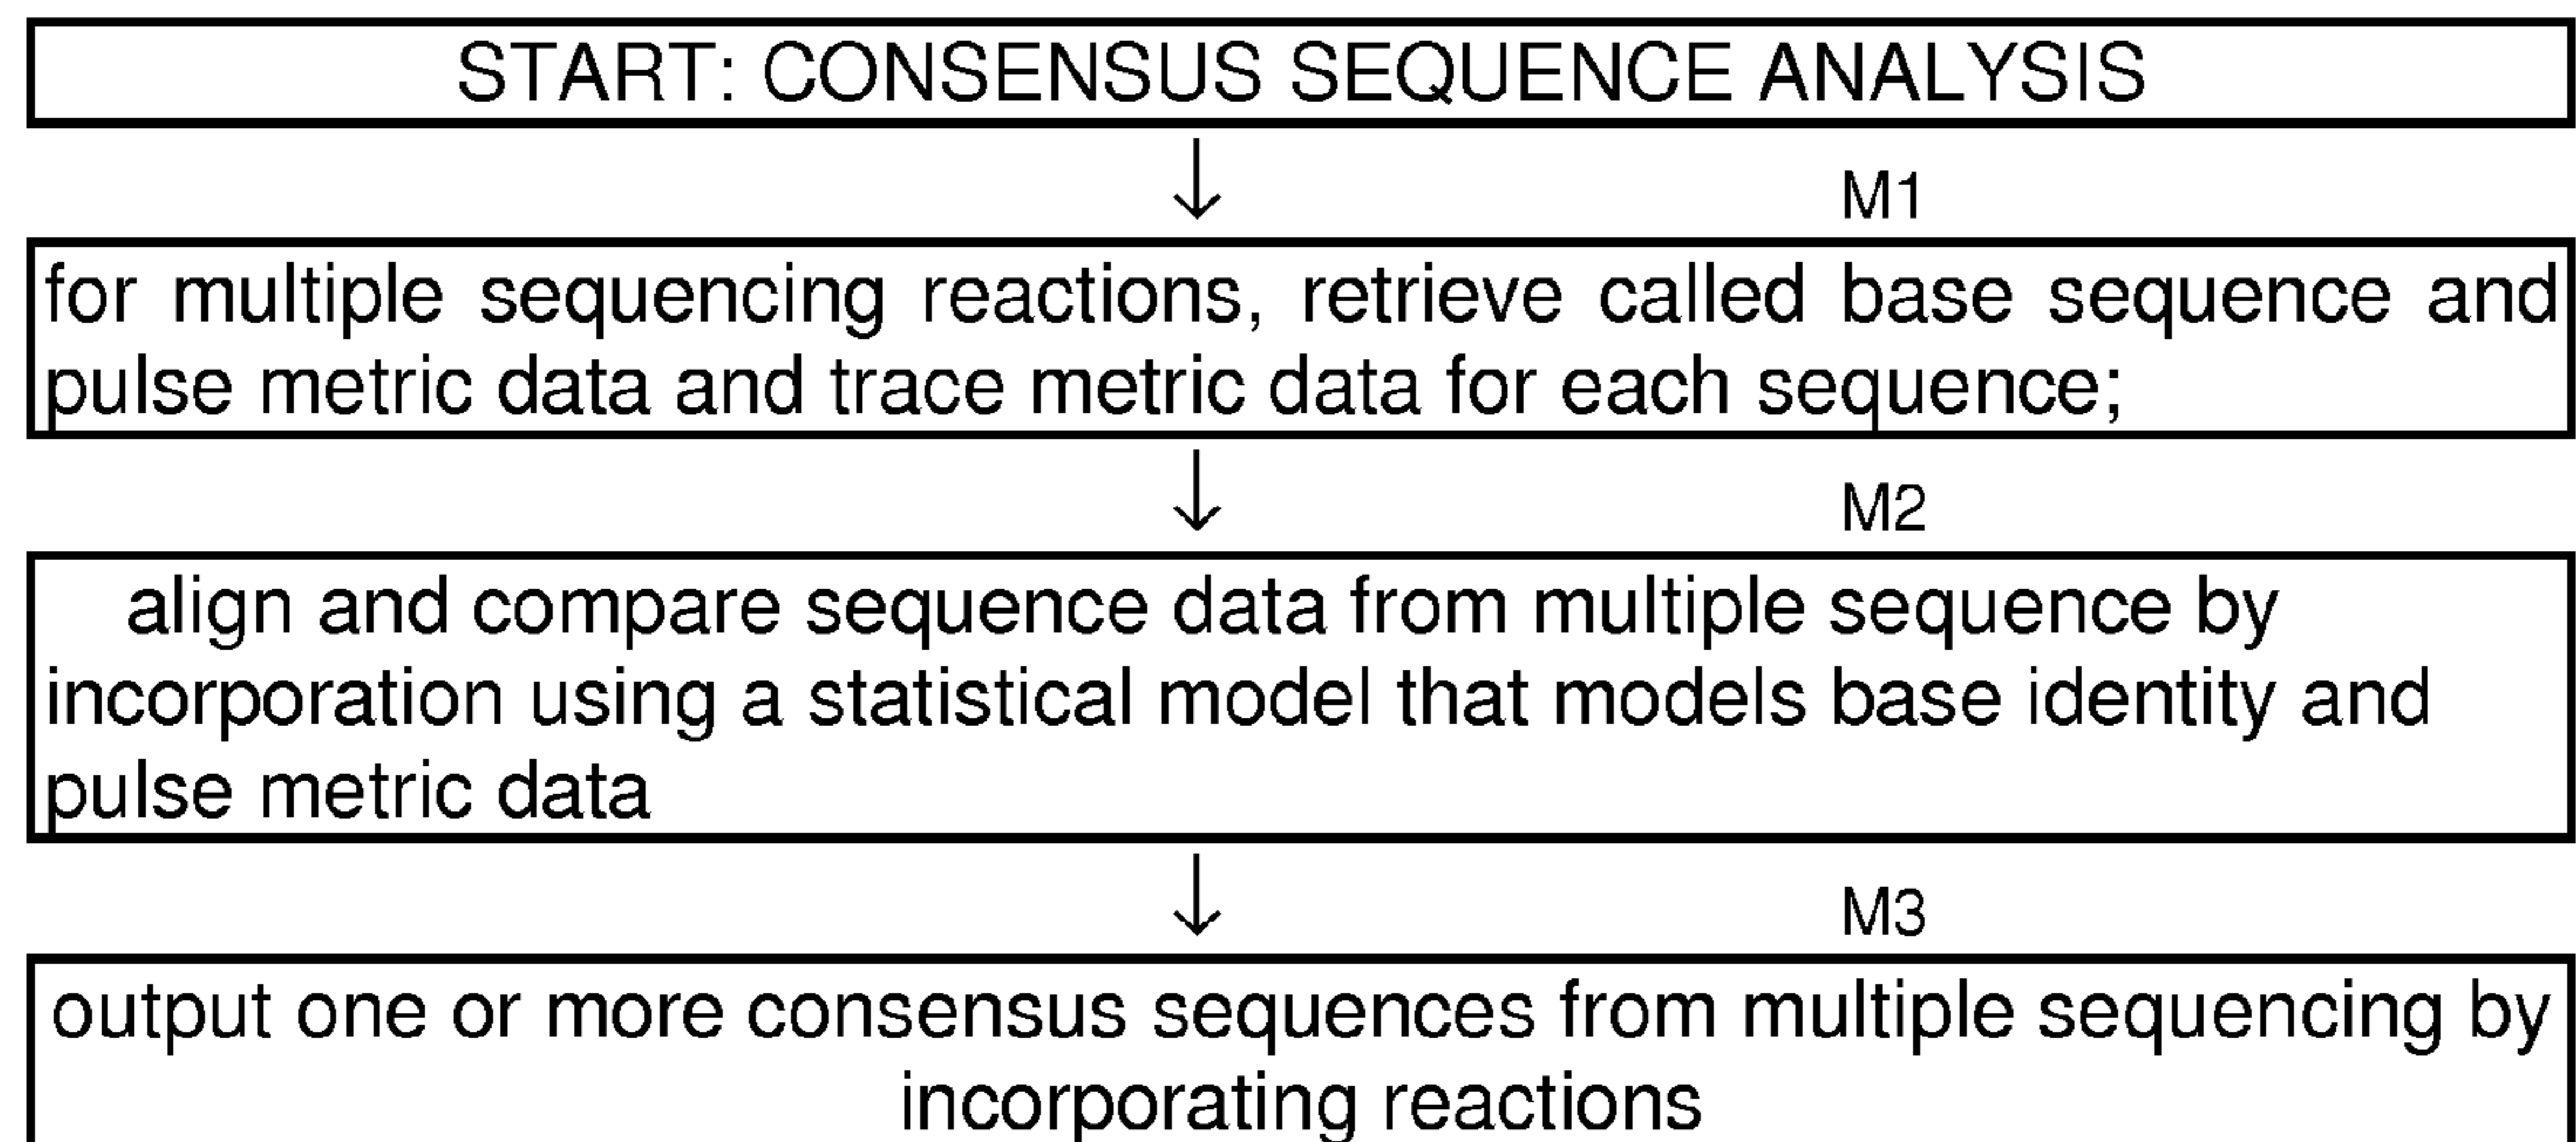 START: CONSENSUS SEQUENCE ANALYSIS
M1
for multiple sequencing reactions, retrieve called base sequence and
pulse metric data and trace metric data for each sequence;
M2
align and compare sequence data from multiple sequence by
incorporation using a statistical model that models base identity and
pulse metric data
M3
output one or more consensus sequences from multiple sequencing by
incorporating reactions